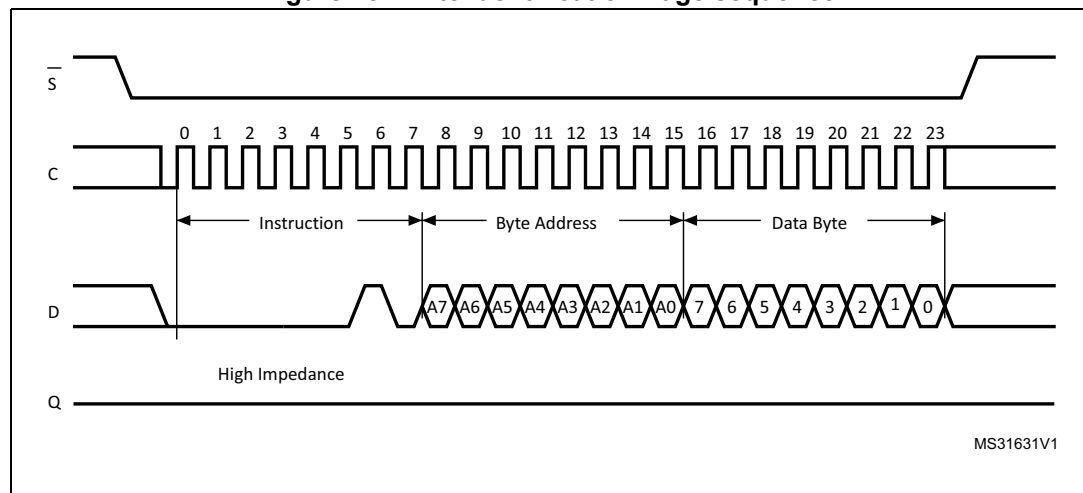 S
0 1 2 3 4 5 6 7 8 9 10 11 12 13 14 15 16 17 18 19 20 21 22 23
C
Instruction Byte Address Data Byte
D A7 A6 A5 A4 A3 A2 A1 A0 7 6 5 4 3 2 1 0
High Impedance
Q
MS31631V1